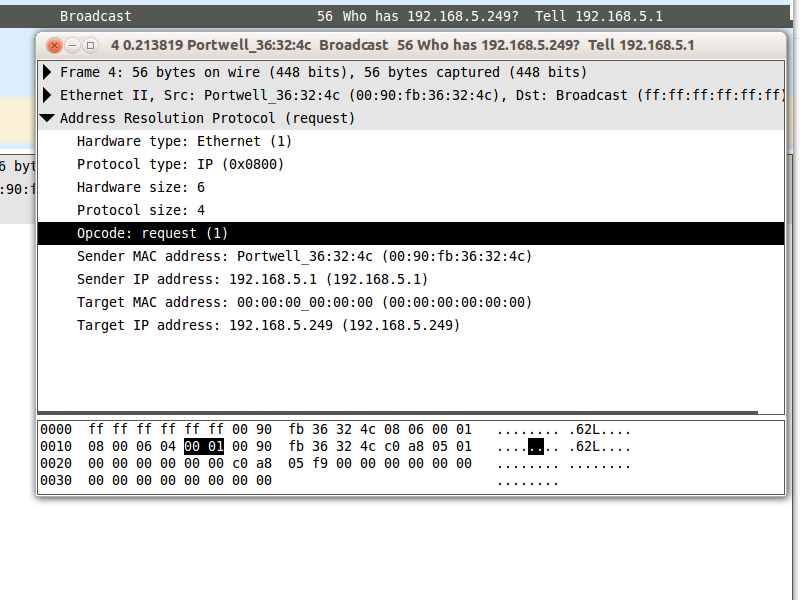 Broadcast 56 Who has 192.168.5.249? Tell 192.168.5.1
4 0.213819 Portwell_36:32:4c Broadcast 56 Who has 192.168.5.249? Tell 192.168.5.1
Frame 4: 56 bytes on wire (448 bits), 56 bytes captured (448 bits)
Ethernet II, Src: Portwell_36:32:4c (00:90:fb:36:32:4c), Dst: Broadcast (ff:ff:ff:ff:ff:ff)
Address Resolution Protocol (request)
Hardware type: Ethernet (1)
6 byt
Protocol type: IP (0x0800)
:90:f
Hardware size: 6
Protocol size: 4
Opcode: request (1)
Sender MAC address: Portwell_36:32:4c (00:90:fb:36:32:4c)
Sender IP address: 192.168.5.1 (192.168.5.1)
Target MAC address: 00:00:00_00:00:00 (00:00:00:00:00:00)
Target IP address: 192.168.5.249 (192.168.5.249)
0000 ff ff ff ff ff ff 00 90 fb 36 32 4c 08 06 00 01 ........ .62L....
0010 08 00 06 04 00 01 00 90 fb 36 32 4c c0 a8 05 01 ........ .62L....
0020 00 00 00 00 00 00 c0 a8 05 f9 00 00 00 00 00 00 ........ ........
0030 00 00 00 00 00 00 00 00 ........